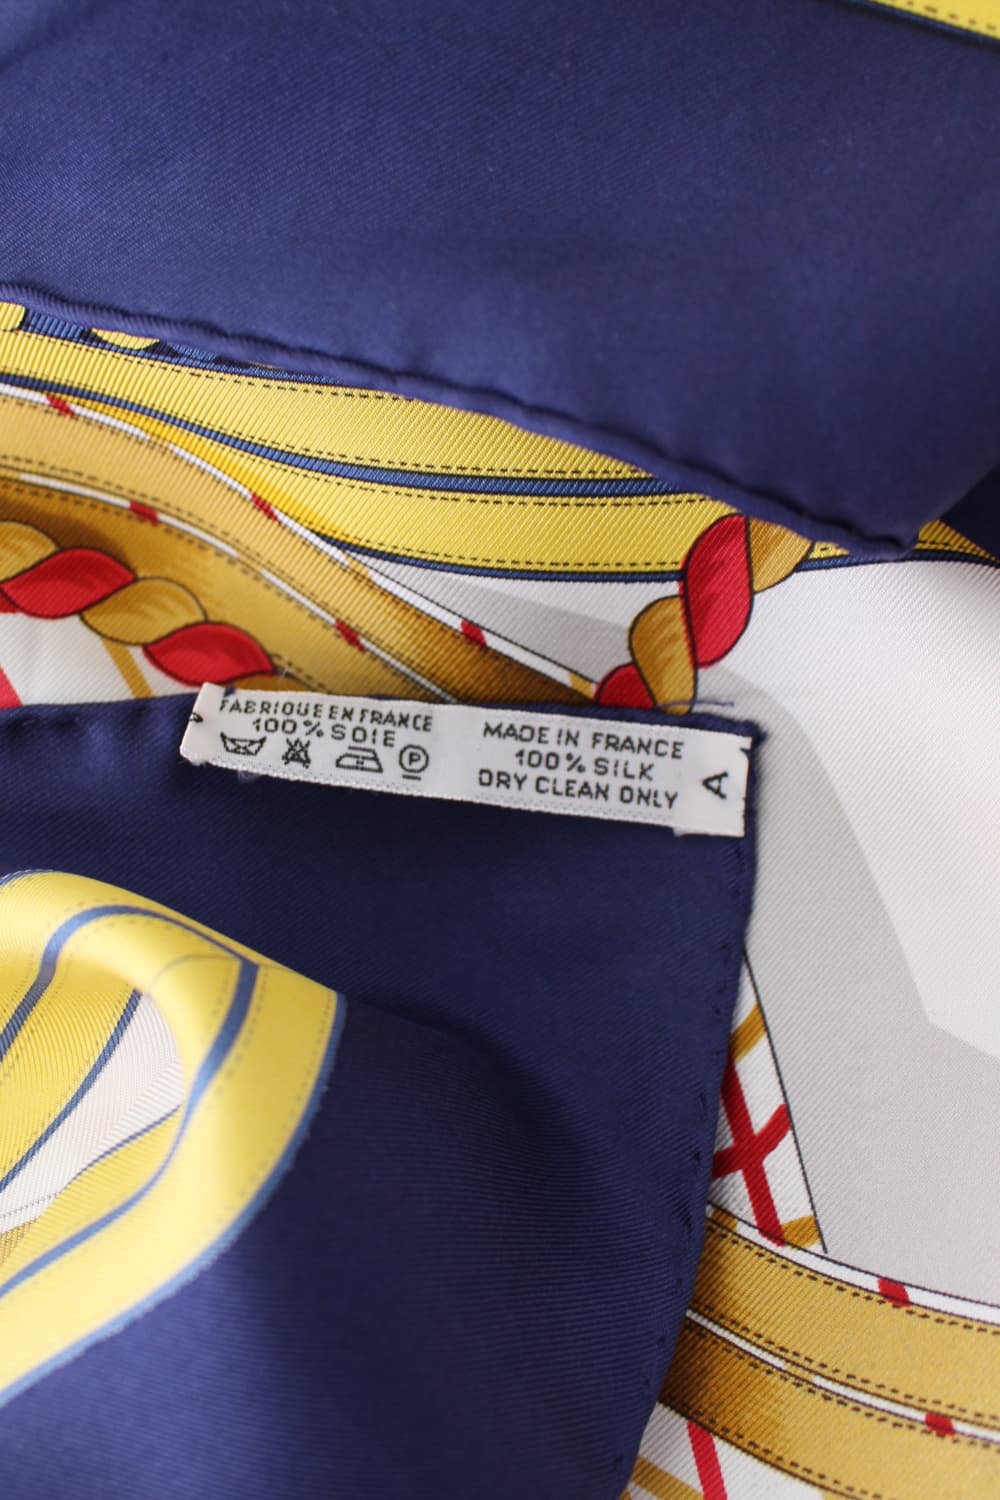 FABRIQUE EN FRANCE
100% SOIE
P
MADE IN FRANCE
100% SILK
DRY CLEAN ONLY
A